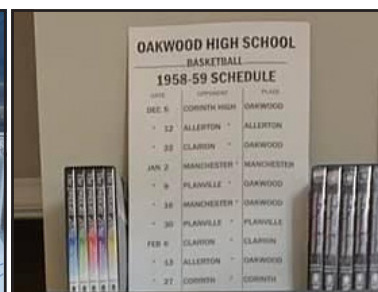 OAKWOOD HIGH SCHOOL
BASKETBALL
1958-59 SCHEDULE
DATE OPPONENT PLACE
DEC 5 CORINTH HIGH OAKWOOD
" 12 ALLERTON " ALLERTON
" 22 CLARION " OAKWOOD
JAN 2 MANCHESTER " MANCHESTER
" 9 PLANVILLE " OAKWOOD
" 16 MANCHESTER " OAKWOOD
" 30 PLANVILLE " PLANVILLE
FEB 6 CLARION " CLARION
" 13 ALLERTON " OAKWOOD
" 27 CORINTH " CORINTH